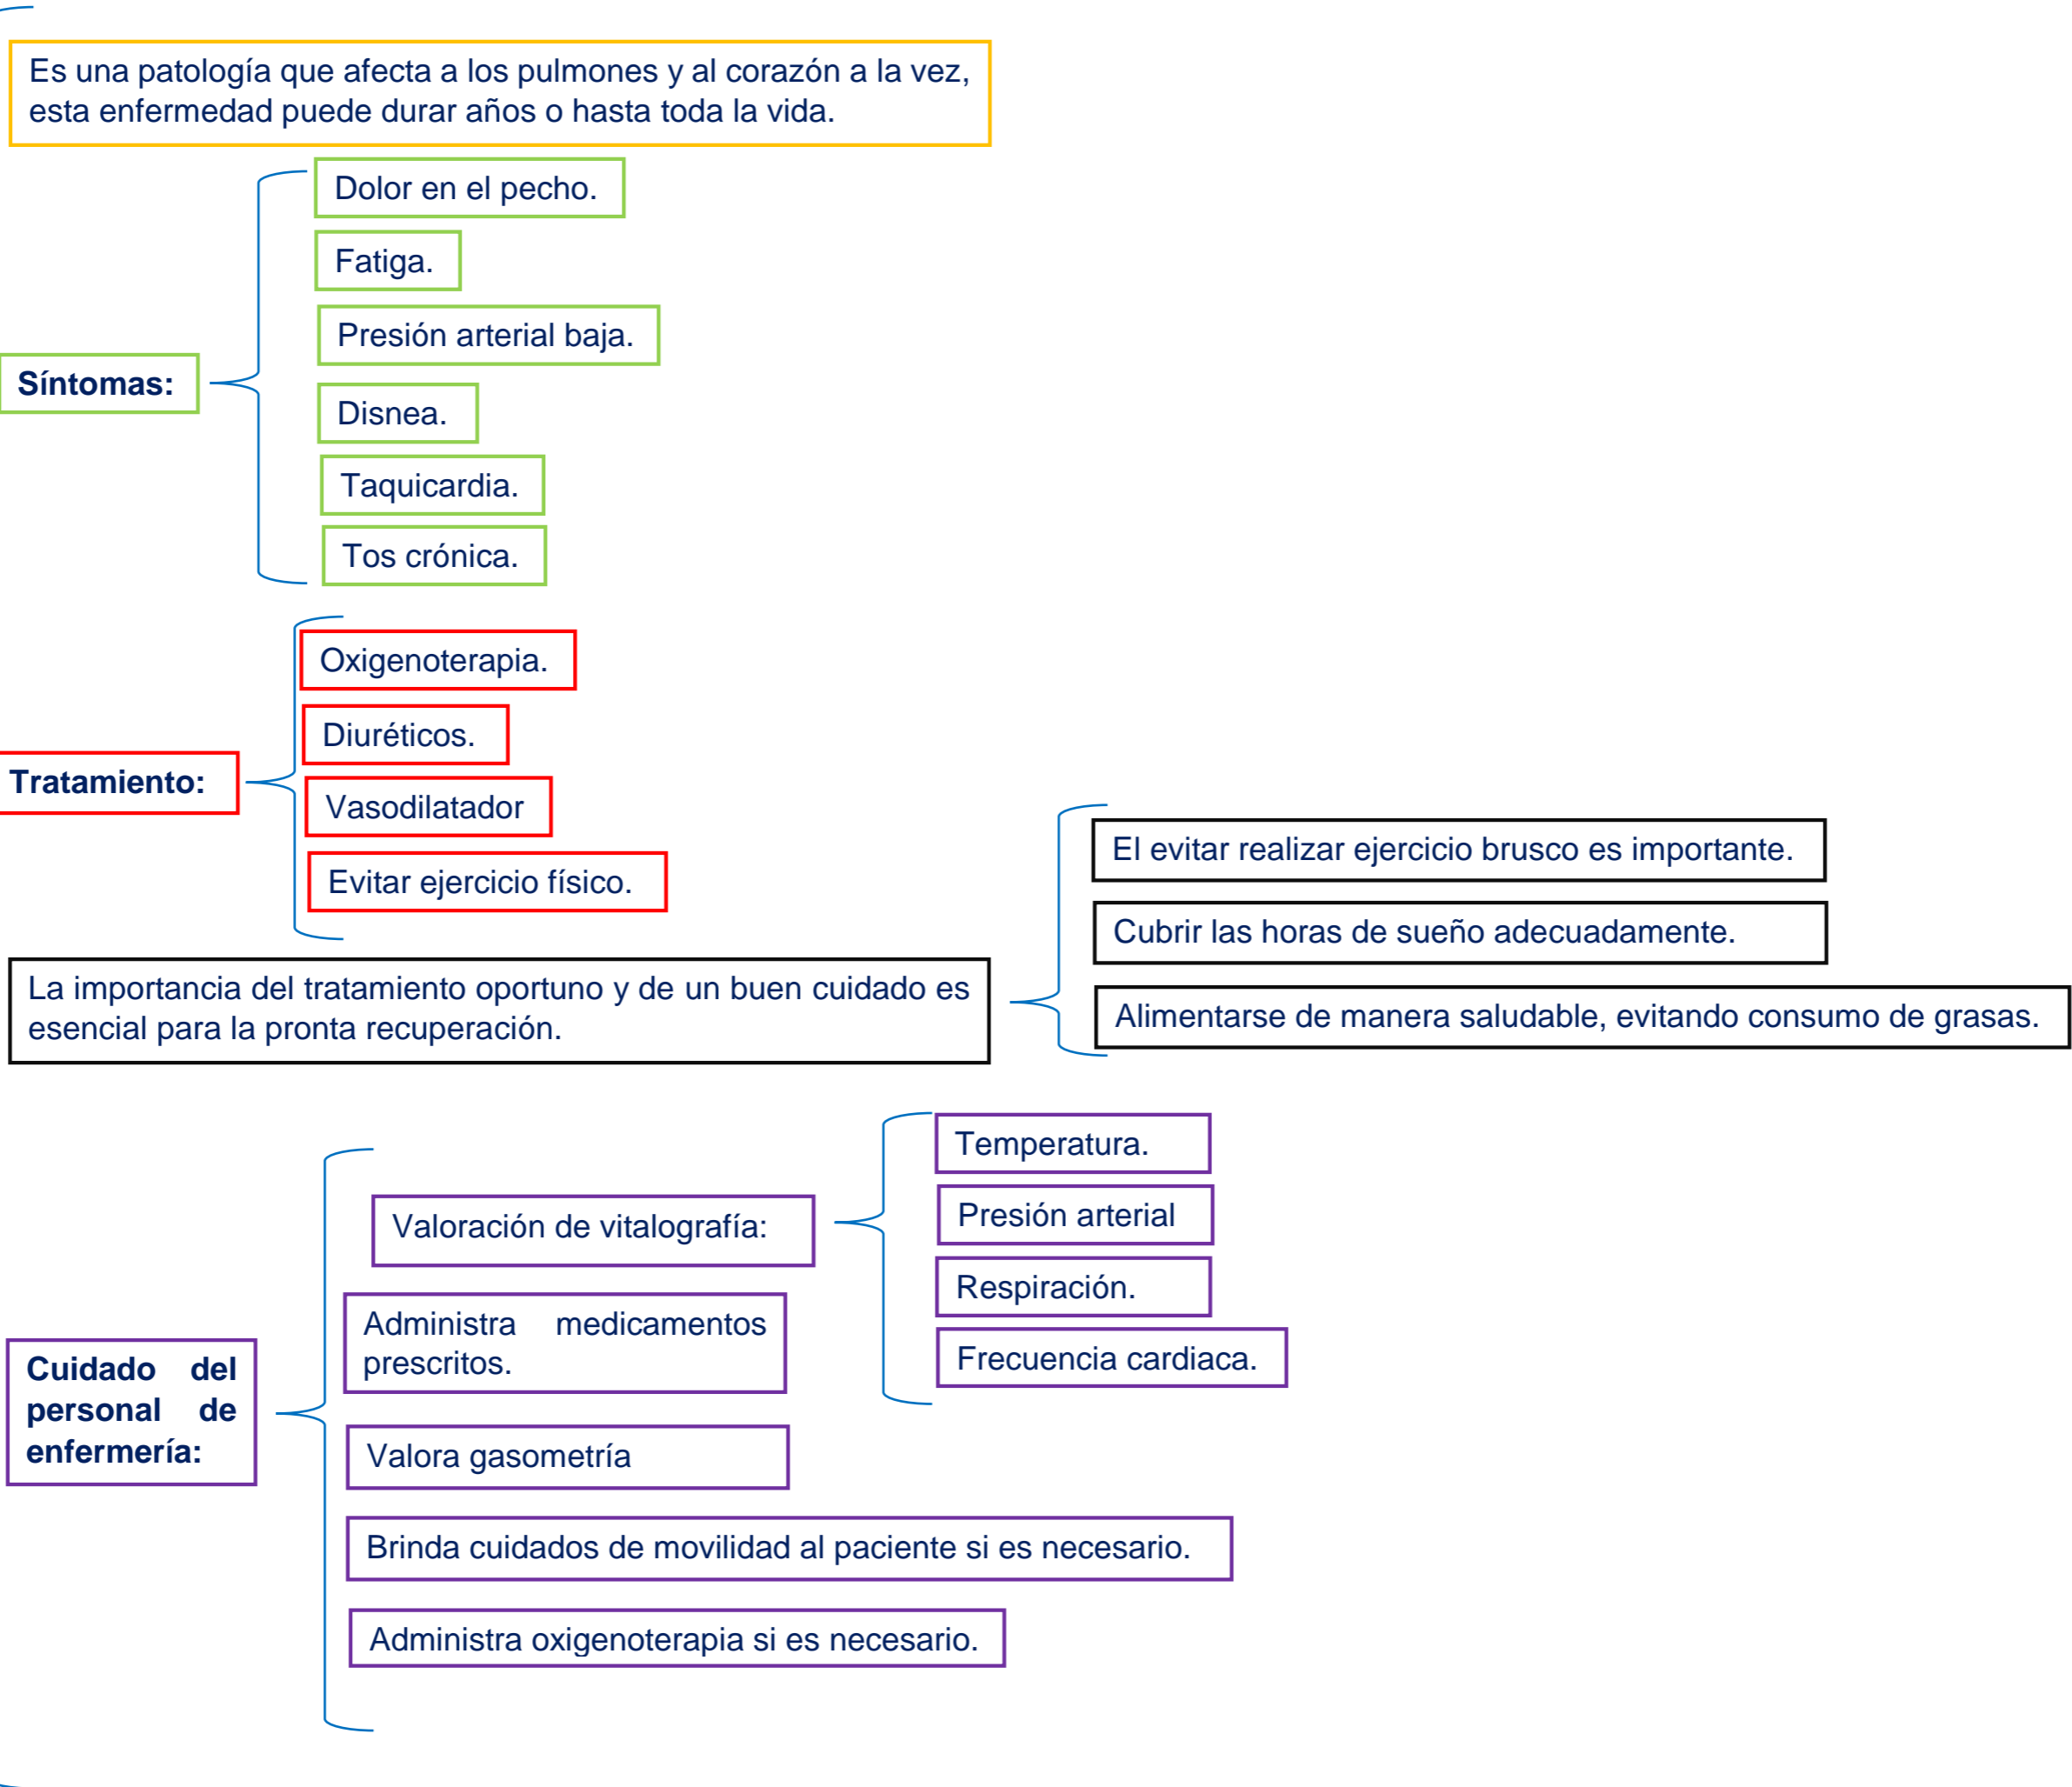 Es una patología que afecta a los pulmones y al corazón a la vez,
esta enfermedad puede durar años o hasta toda la vida.
Síntomas:
Dolor en el pecho.
Fatiga.
Presión arterial baja.
Disnea.
Taquicardia.
Tos crónica.
Tratamiento:
Oxigenoterapia.
Diuréticos.
Vasodilatador
Evitar ejercicio físico.
La importancia del tratamiento oportuno y de un buen cuidado es
esencial para la pronta recuperación.
El evitar realizar ejercicio brusco es importante.
Cubrir las horas de sueño adecuadamente.
Alimentarse de manera saludable, evitando consumo de grasas.
Cuidado del
personal de
enfermería:
Valoración de vitalografía:
Temperatura.
Presión arterial
Respiración.
Frecuencia cardiaca.
Administra medicamentos
prescritos.
Valora gasometría
Brinda cuidados de movilidad al paciente si es necesario.
Administra oxigenoterapia si es necesario.